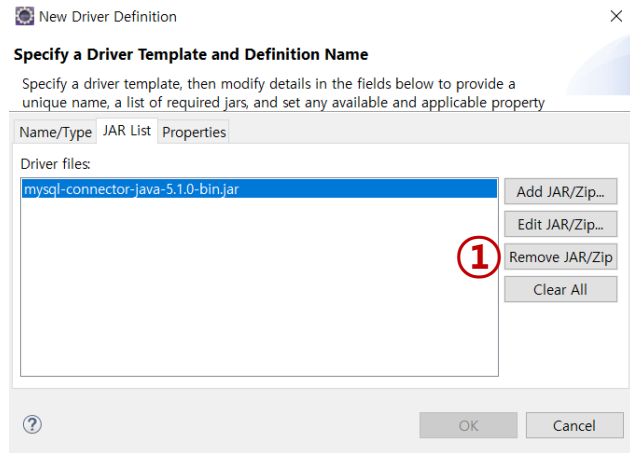 New Driver Definition
Specify a Driver Template and Definition Name
Specify a driver template, then modify details in the fields below to provide a
unique name, a list of required jars, and set any available and applicable property
Name/Type JAR List Properties
Driver files:
mysql-connector-java-5.1.0-bin.jar
Add JAR/Zip...
Edit JAR/Zip...
① Remove JAR/Zip
Clear All
? OK Cancel